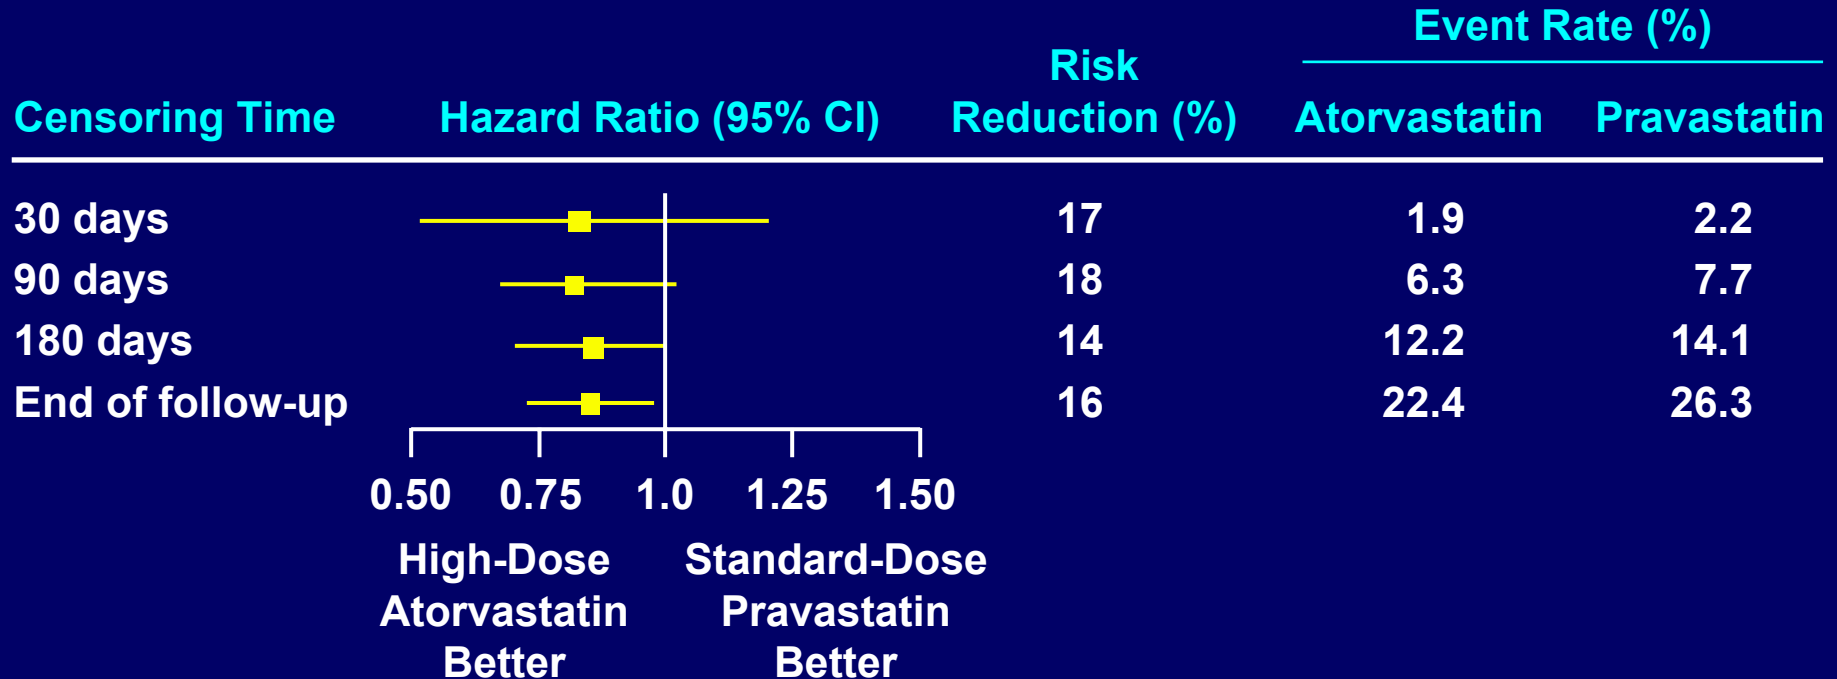 Event Rate (%)
Risk
Censoring Time Hazard Ratio (95% CI) Reduction (%) Atorvastatin Pravastatin
30 days 17 1.9 2.2
90 days 18 6.3 7.7
180 days 14 12.2 14.1
End of follow-up 16 22.4 26.3
0.50 0.75 1.0 1.25 1.50
High-Dose Standard-Dose
Atorvastatin Pravastatin
Better Better